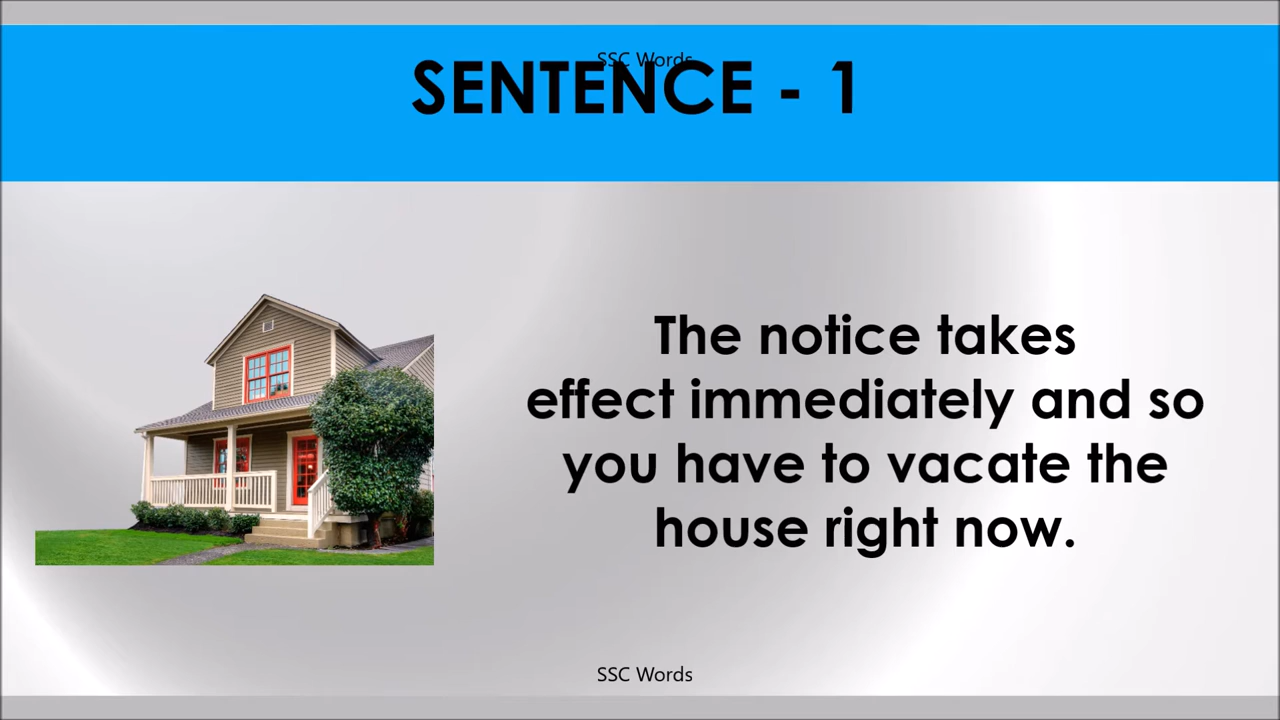 SSC Words
SENTENCE - 1
The notice takes
effect immediately and so
you have to vacate the
house right now.
SSC Words